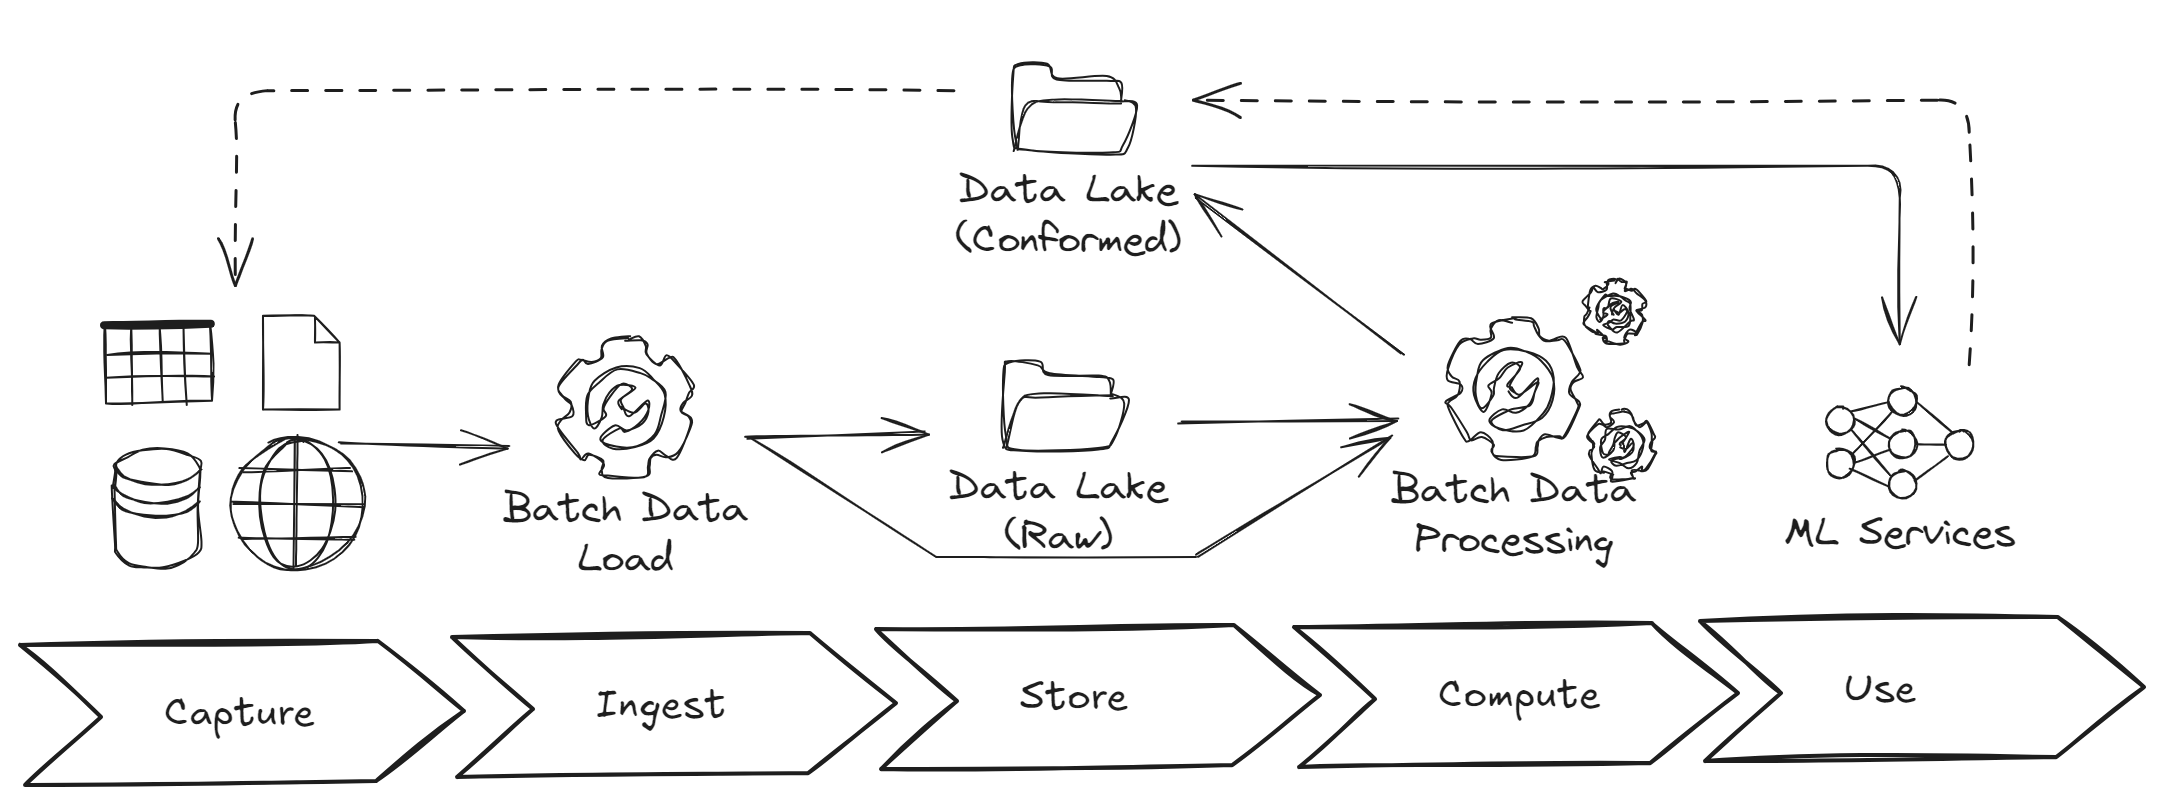 Data Lake
(Conformed)
Batch Data
Load
Data Lake
(Raw)
Batch Data
Processing
ML Services
Capture
Ingest
Store
Compute
Use